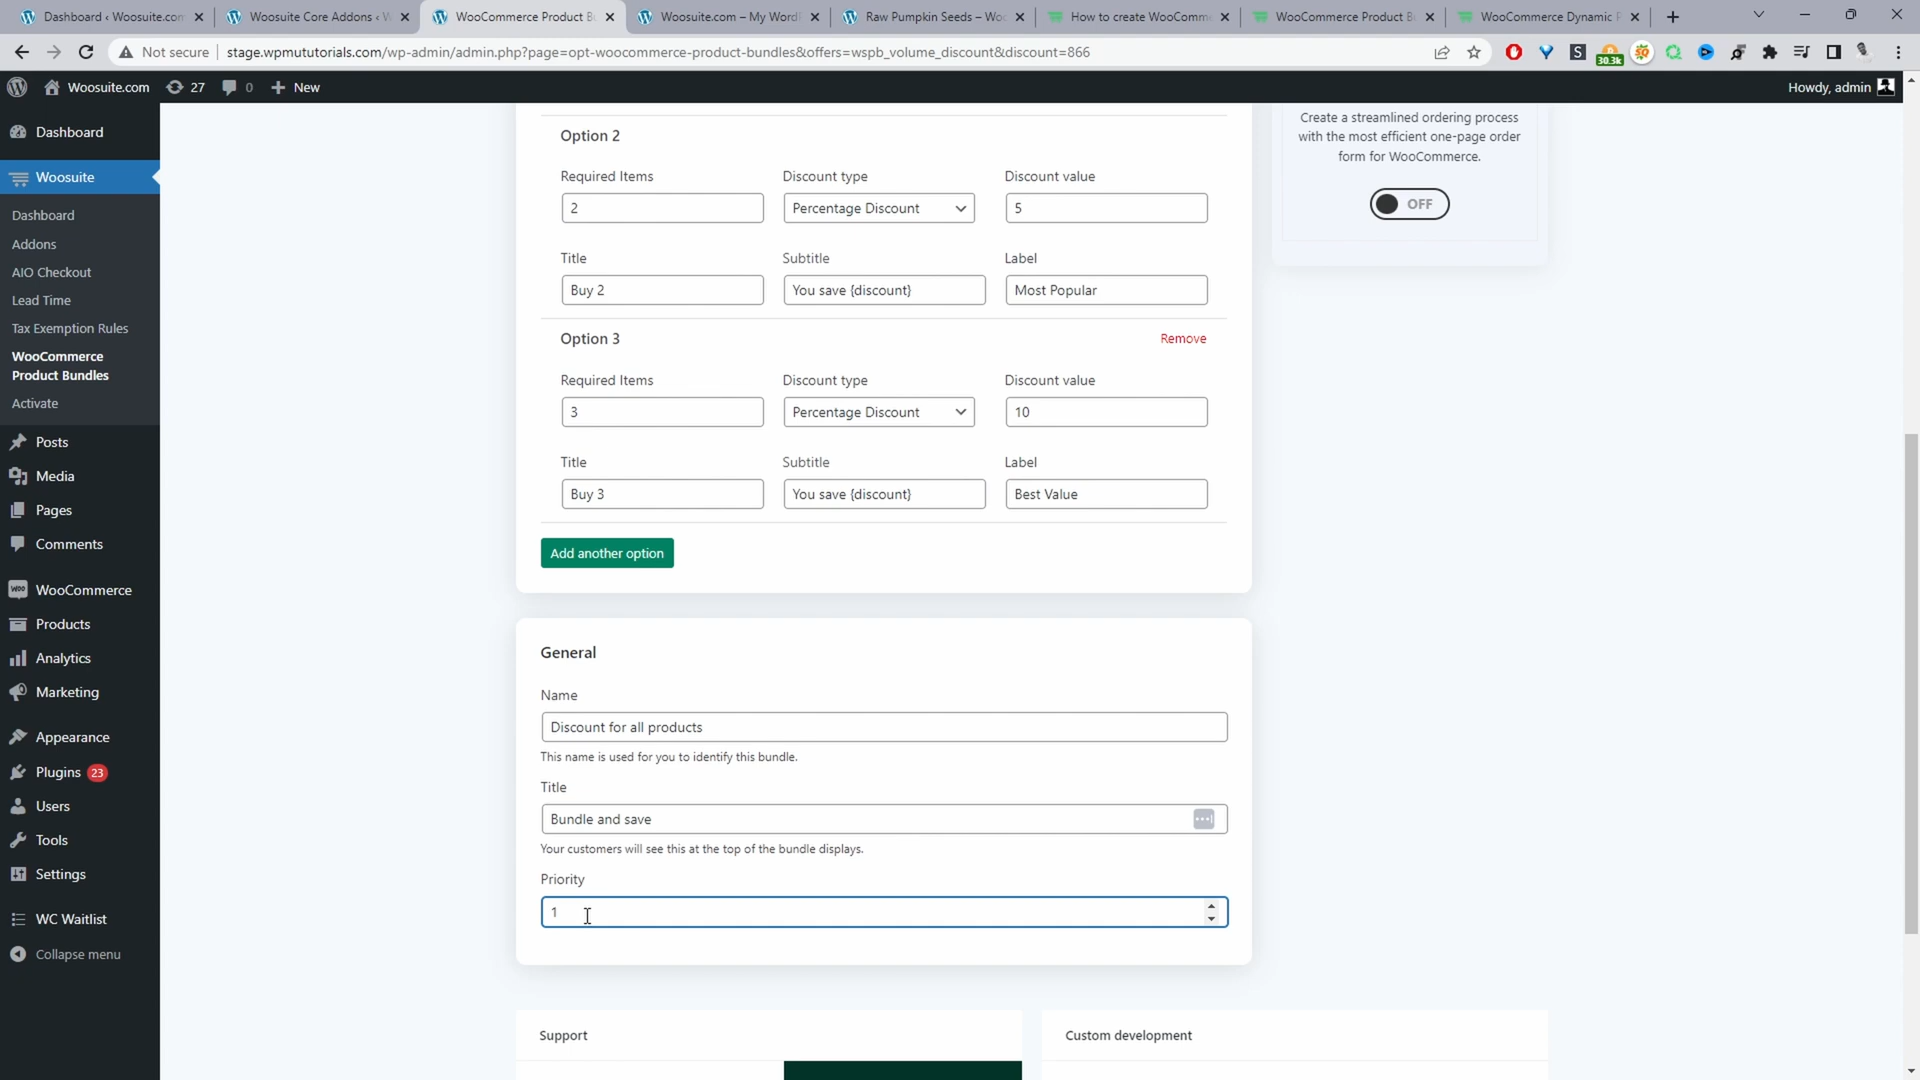 Dashboard ‹ Woosuite.com
Woosuite Core Addons ‹ W
WooCommerce Product B
Woosuite.com – My WordP
Raw Pumpkin Seeds – Woo
How to create WooComme
WooCommerce Product B
WooCommerce Dynamic P
Not secure
stage.wpmututorials.com/wp-admin/admin.php?page=opt-woocommerce-product-bundles&offers=wspb_volume_discount&discount=866
30.3k
Woosuite.com
27
0
New
Howdy, admin
Dashboard
Woosuite
Dashboard
Addons
AIO Checkout
Lead Time
Tax Exemption Rules
WooCommerce
Product Bundles
Activate
Posts
Media
Pages
Comments
WooCommerce
Products
Analytics
Marketing
Appearance
Plugins 23
Users
Tools
Settings
WC Waitlist
Collapse menu
Option 2
Required Items
Discount type
Discount value
2
Percentage Discount
5
Title
Subtitle
Label
Buy 2
You save {discount}
Most Popular
Option 3
Remove
Required Items
Discount type
Discount value
3
Percentage Discount
10
Title
Subtitle
Label
Buy 3
You save {discount}
Best Value
Add another option
General
Name
Discount for all products
This name is used for you to identify this bundle.
Title
Bundle and save
Your customers will see this at the top of the bundle displays.
Priority
1
Create a streamlined ordering process
with the most efficient one-page order
form for WooCommerce.
OFF
Support
Custom development